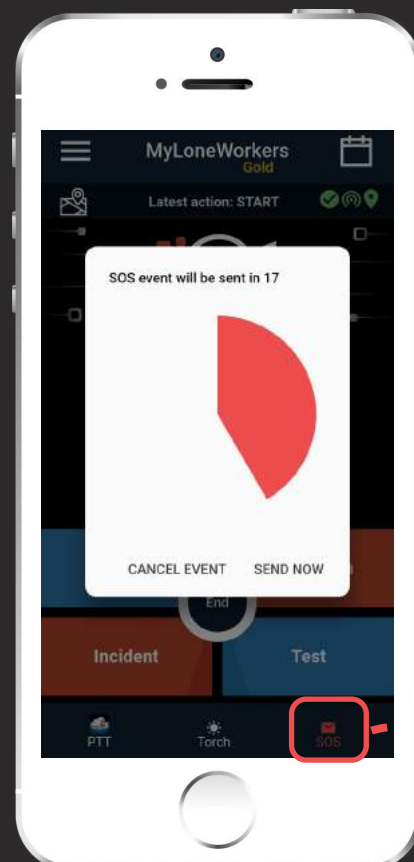 MyLoneWorkers
Gold
Latest action: START
SOS event will be sent in 17
CANCEL EVENT SEND NOW
End
Incident Test
PTT Torch SOS